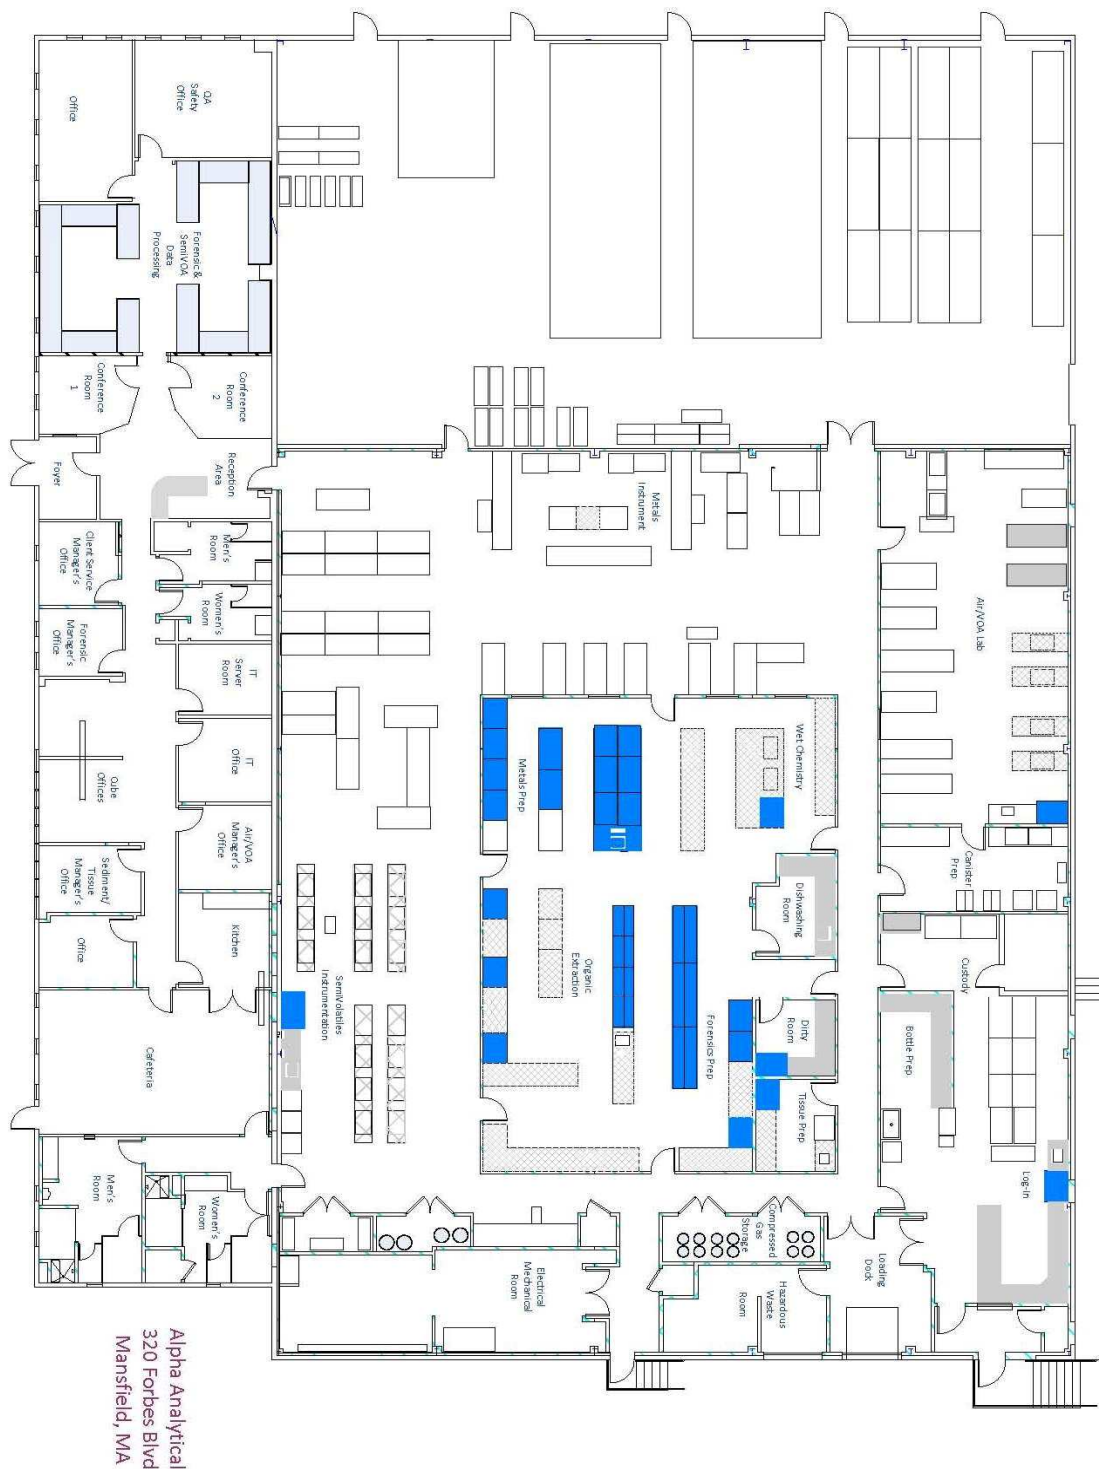 Office
QA
Safety
Office
Forensic &
SemiVOA
Data
Processing
Conference
Room
1
Conference
Room
2
Foyer
Reception
Area
Client Service
Manager's
Office
Men's
Room
Forensic
Manager's
Office
Women's
Room
IT
Server
Room
IT
Office
Cube
Offices
Air/VOA
Manager's
Office
Sediment/
Tissue
Manager's
Office
Office
Kitchen
Cafeteria
Men's
Room
Women's
Room
Metals
Instrument
Air/VOA Lab
Metals Prep
Wet Chemistry
Canister
Prep
Dishwashing
Room
Organic
Extraction
SemiVolatiles
Instrumentation
Custody
Bottle Prep
Forensics Prep
Dirty
Room
Tissue Prep
Log-In
Compressed
Gas
Storage
Loading
Dock
Electrical
Mechanical
Room
Hazardous
Waste
Room
Alpha Analytical
320 Forbes Blvd
Mansfield, MA